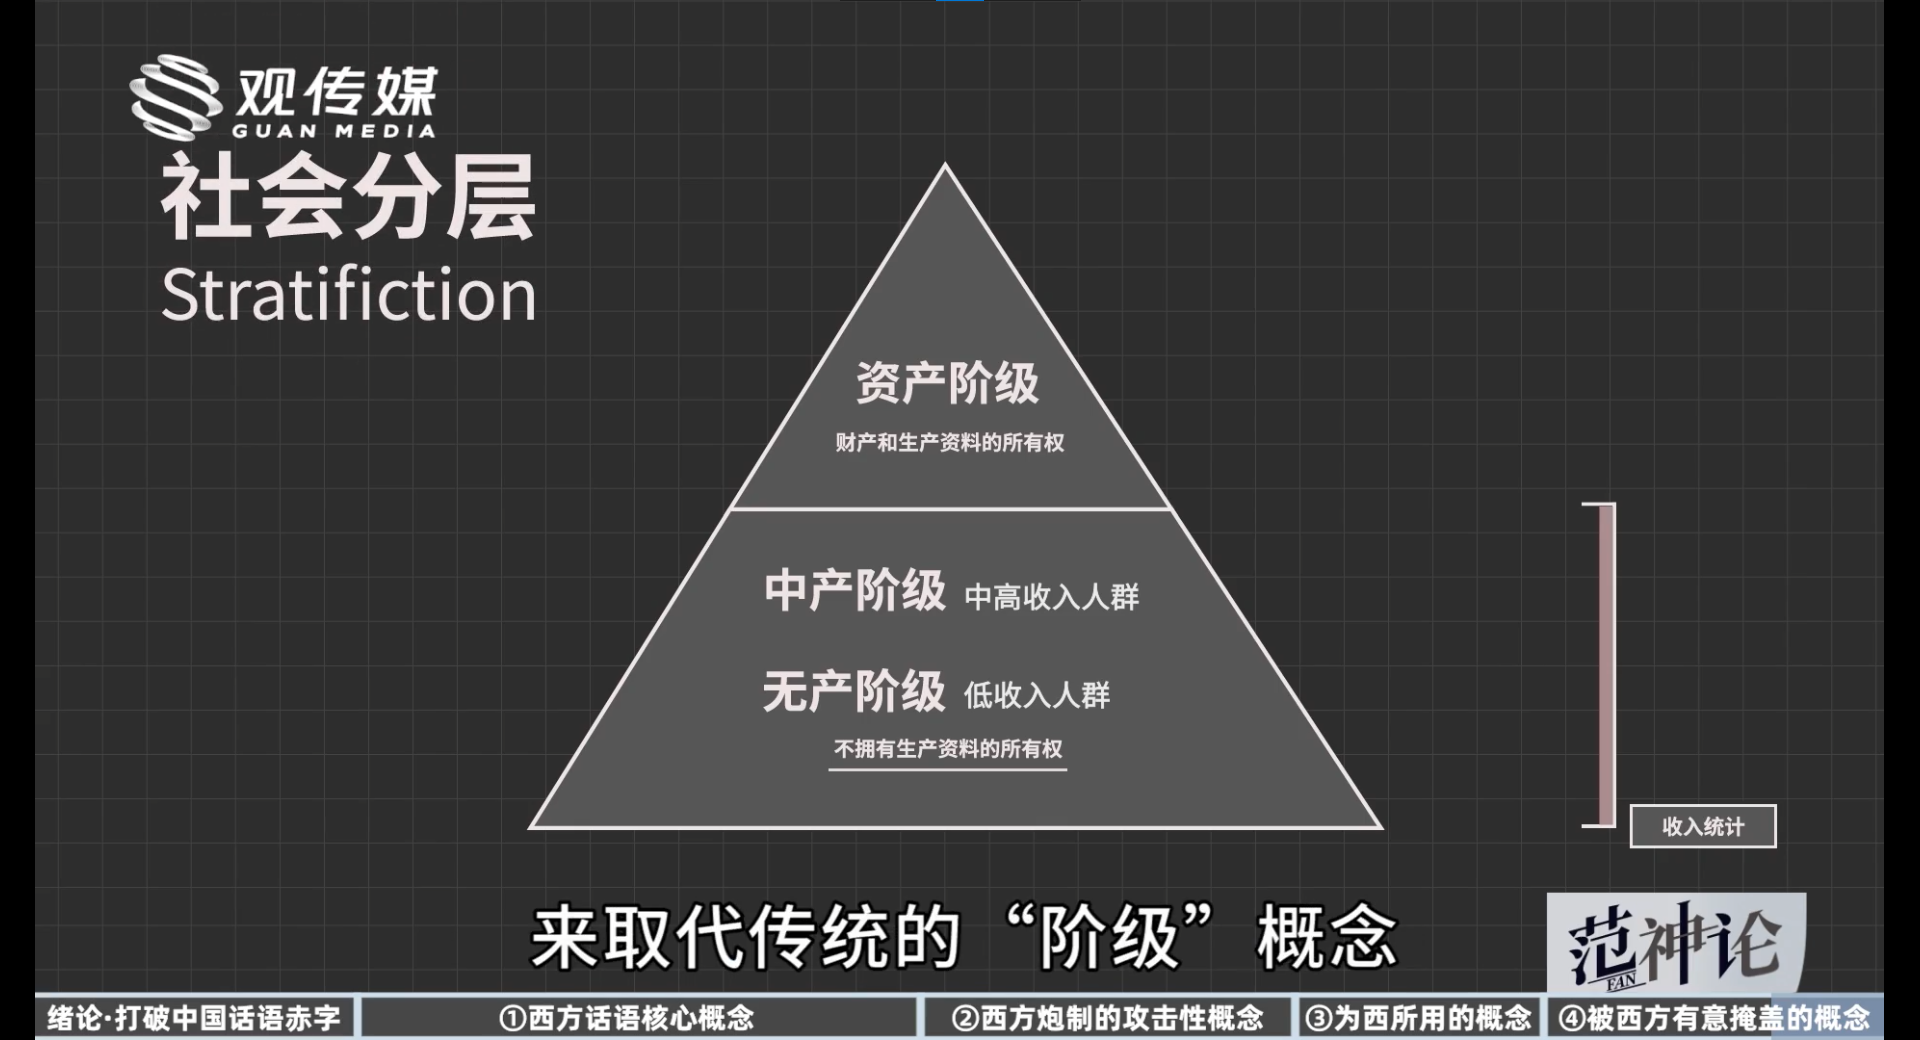 观传媒
GUAN MEDIA
社会分层
Stratifiction
资产阶级
财产和生产资料的所有权
中产阶级 中高收入人群
无产阶级 低收入人群
不拥有生产资料的所有权
收入统计
来取代传统的“阶级”概念
范神论
FAN
绪论·打破中国话语赤字
①西方话语核心概念
②西方炮制的攻击性概念
③为西所用的概念
④被西方有意掩盖的概念